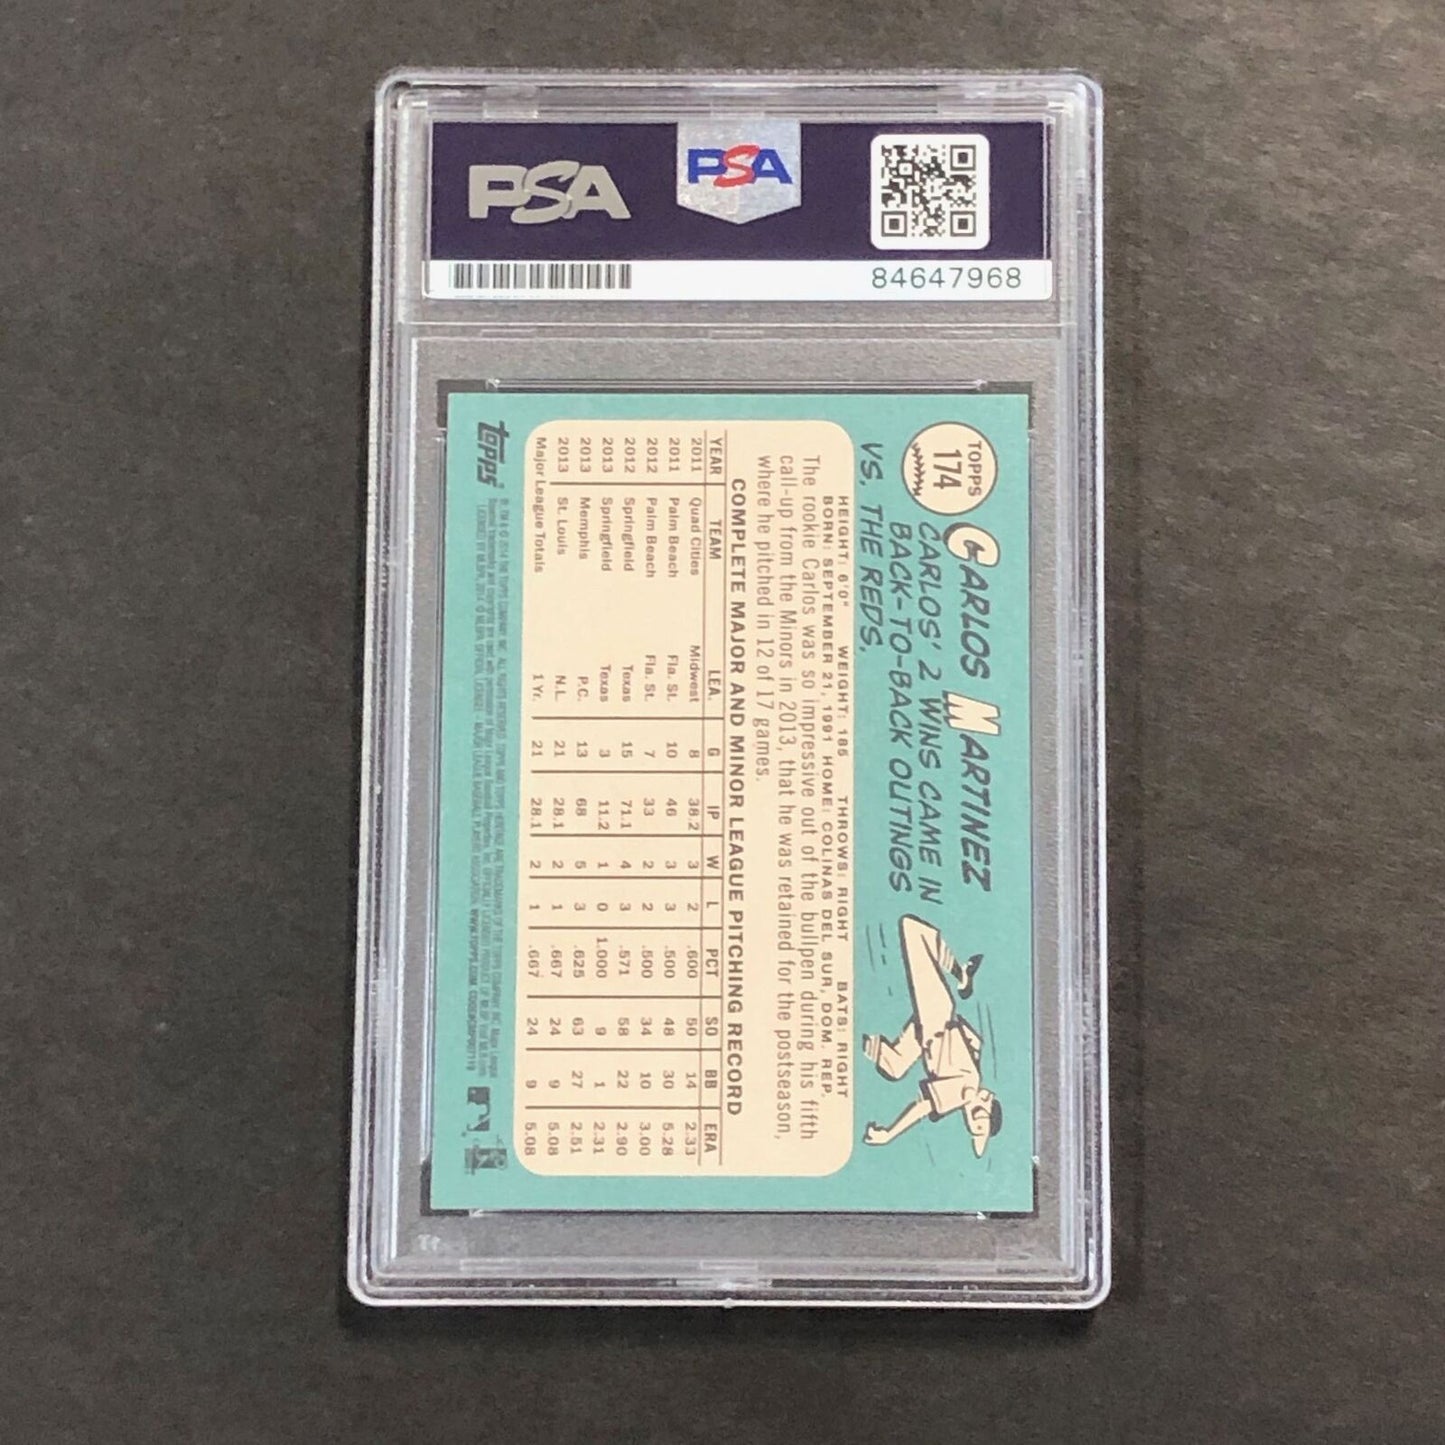 PSA
PSA
84647968
TOPPS
174
CARLOS MARTINEZ
CARLOS' 2 WINS CAME IN
BACK-TO-BACK OUTINGS
VS. THE REDS.
HEIGHT: 6'0" WEIGHT: 185 THROWS: RIGHT BATS: RIGHT
BORN: SEPTEMBER 21, 1991 HOME: COLINAS DEL SUR, DOM. REP.
The rookie Carlos was so impressive out of the bullpen during his fifth
call-up from the Minors in 2013, that he was retained for the postseason,
where he pitched in 12 of 17 games.
COMPLETE MAJOR AND MINOR LEAGUE PITCHING RECORD
YEAR TEAM LEA. G IP W L PCT SO BB ERA
2011 Quad Cities Midwest 8 38.2 3 2 .600 50 14 2.33
2011 Palm Beach Fla. St. 10 46 3 3 .500 48 30 5.28
2012 Palm Beach Fla. St. 7 33 2 2 .500 34 10 3.00
2012 Springfield Texas 15 71.1 4 3 .571 58 22 2.90
2013 Springfield Texas 3 11.2 1 0 1.000 9 1 2.31
2013 Memphis P.C. 13 68 5 3 .625 63 27 2.51
2013 St. Louis N.L. 21 28.1 2 1 .667 24 9 5.08
Major League Totals 1 Yr. 21 28.1 2 1 .667 24 9 5.08
topps